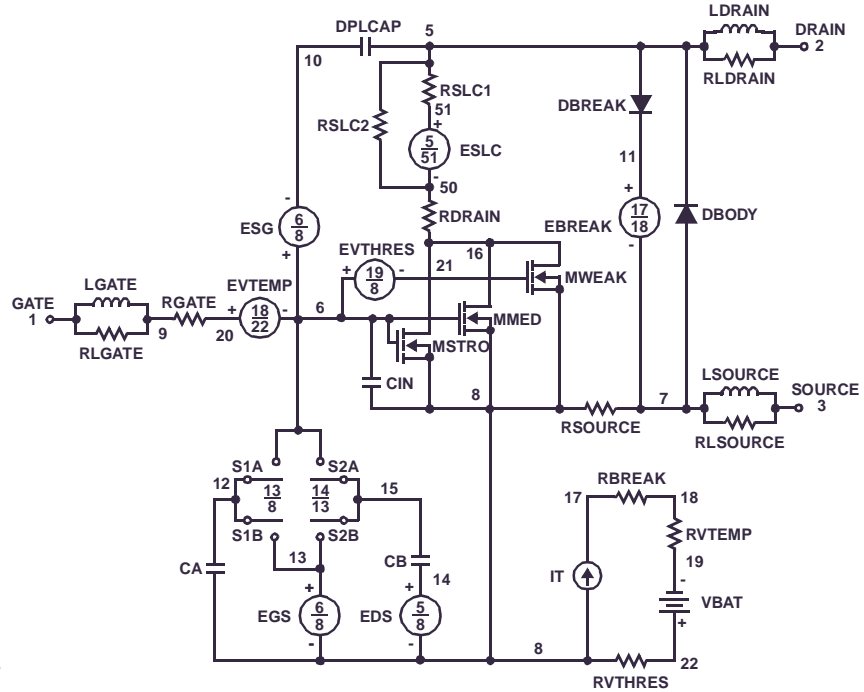 LDRAIN
DPLCAP
5
DRAIN
2
10
RLDRAIN
RSLC1
51
DBREAK
RSLC2
+
5
51
ESLC
-
50
11
-
+
6
8
ESG
+
RDRAIN
17
18
EBREAK
-
DBODY
EVTHRES
16
+
19
8
-
21
MWEAK
LGATE
EVTEMP
GATE
1
RGATE
+
18
22
-
6
MMED
9
20
MSTRO
RLGATE
CIN
LSOURCE
8
7
SOURCE
3
RSOURCE
RLSOURCE
S1A
S2A
12
13
8
14
13
15
RBREAK
17
18
S1B
S2B
13
CB
RVTEMP
CA
14
IT
19
-
+
+
VBAT
EGS
6
8
EDS
5
8
+
-
-
8
22
RVTHRES